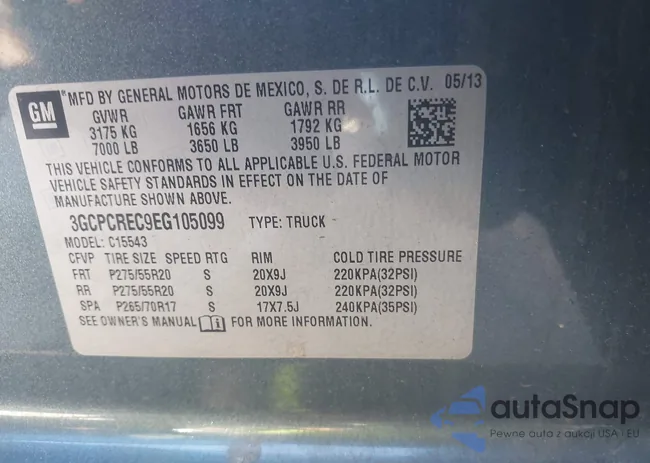 GM
MFD BY GENERAL MOTORS DE MEXICO, S. DE R.L. DE C.V. 05/13
GVWR GAWR FRT GAWR RR
3175 KG 1656 KG 1792 KG
7000 LB 3650 LB 3950 LB
THIS VEHICLE CONFORMS TO ALL APPLICABLE U.S. FEDERAL MOTOR
VEHICLE SAFETY STANDARDS IN EFFECT ON THE DATE OF
MANUFACTURE SHOWN ABOVE.
3GCPCREC9EG105099 TYPE: TRUCK
MODEL: C15543
CFVP TIRE SIZE SPEED RTG RIM COLD TIRE PRESSURE
FRT P275/55R20 S 20X9J 220KPA(32PSI)
RR P275/55R20 S 20X9J 220KPA(32PSI)
SPA P265/70R17 S 17X7.5J 240KPA(35PSI)
SEE OWNER'S MANUAL FOR MORE INFORMATION.
autaSnap
Pewne auta z aukcji USA i EU